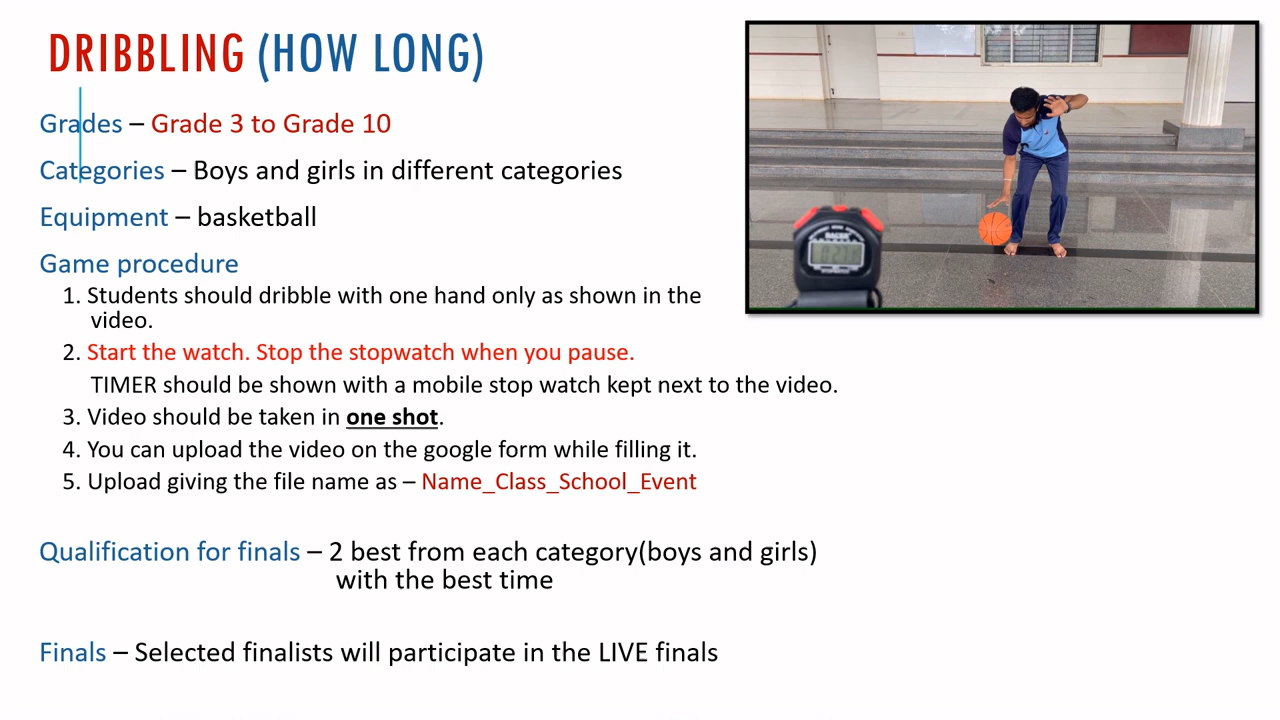 DRIBBLING (HOW LONG)
Grades – Grade 3 to Grade 10
Categories – Boys and girls in different categories
Equipment – basketball
Game procedure
1. Students should dribble with one hand only as shown in the
video.
2. Start the watch. Stop the stopwatch when you pause.
TIMER should be shown with a mobile stop watch kept next to the video.
3. Video should be taken in one shot.
4. You can upload the video on the google form while filling it.
5. Upload giving the file name as – Name_Class_School_Event
Qualification for finals – 2 best from each category(boys and girls)
with the best time
Finals – Selected finalists will participate in the LIVE finals